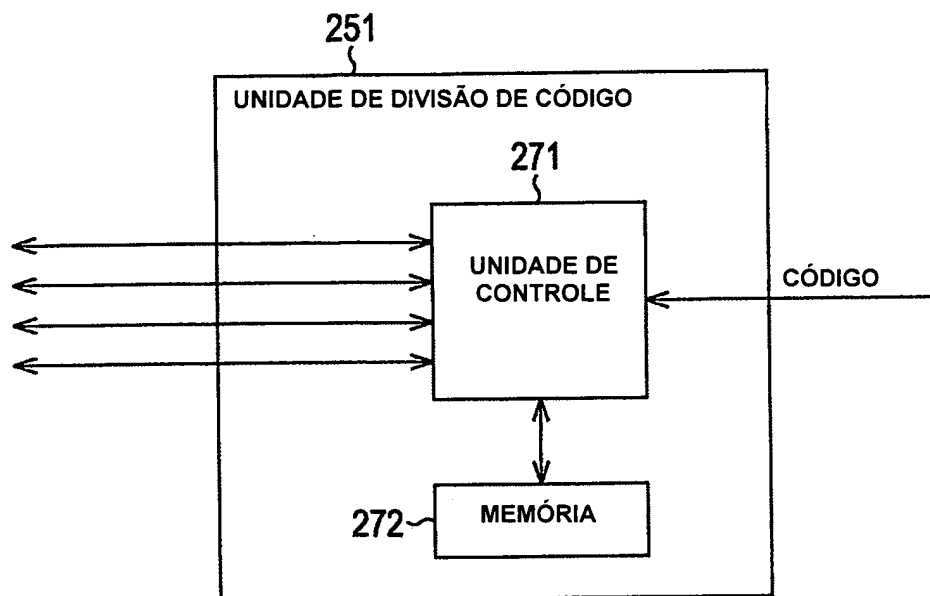 251
UNIDADE DE DIVISÃO DE CÓDIGO
271
UNIDADE DE
CONTROLE
CÓDIGO
272
MEMÓRIA